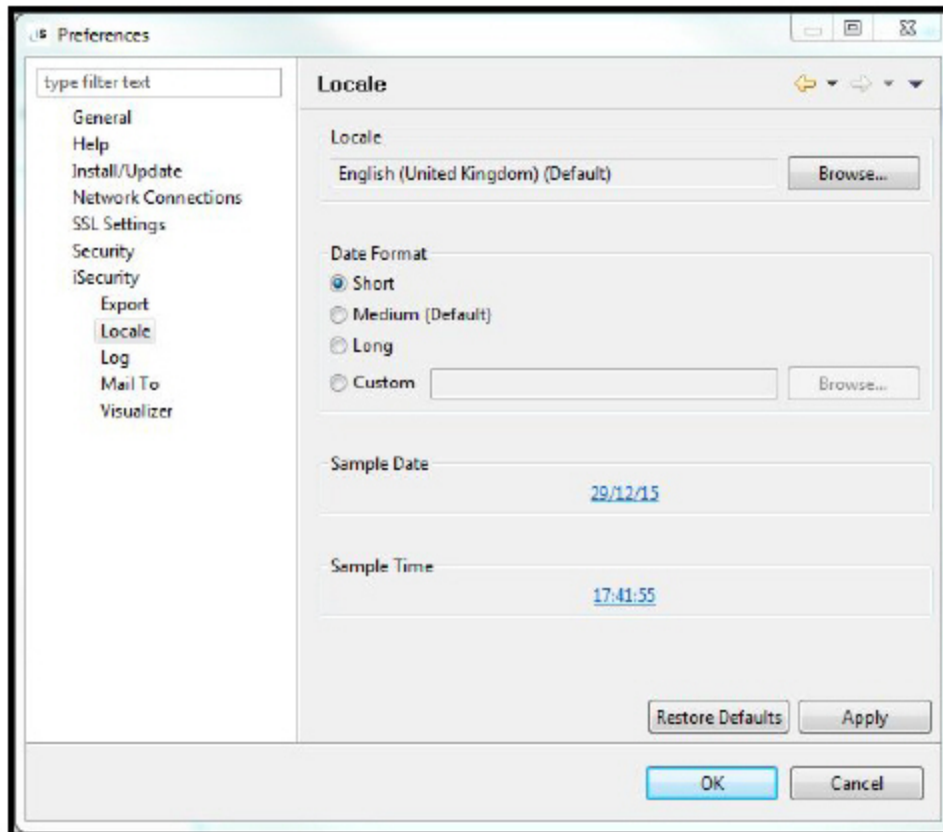 Preferences
type filter text
General
Help
Install/Update
Network Connections
SSL Settings
Security
iSecurity
Export
Locale
Log
Mail To
Visualizer
Locale
Locale
English (United Kingdom) (Default)
Browse...
Date Format
Short
Medium (Default)
Long
Custom
Browse...
Sample Date
29/12/15
Sample Time
17:41:55
Restore Defaults
Apply
OK
Cancel